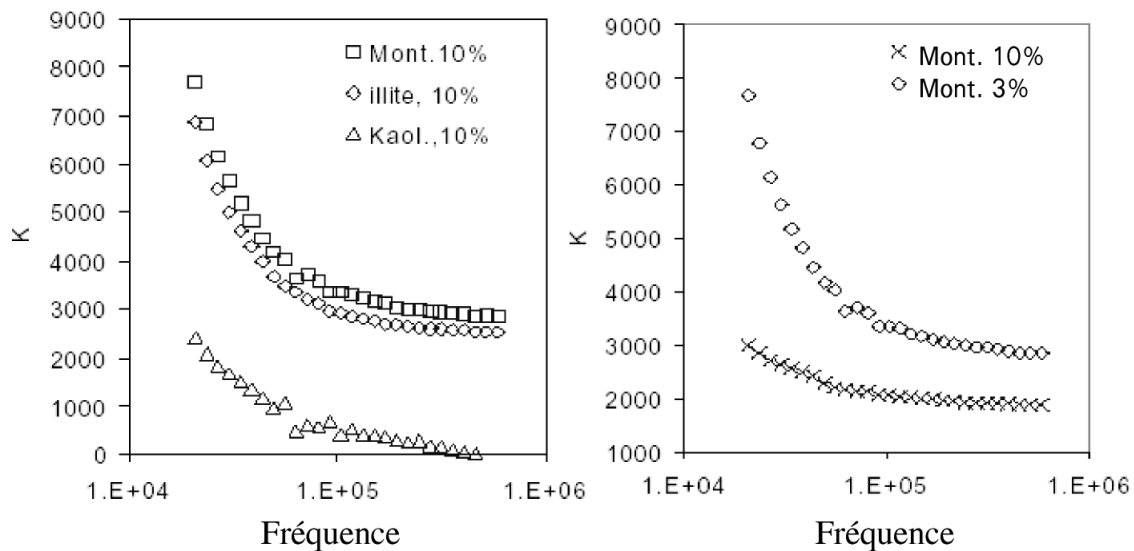 9000
8000
7000
6000
5000
4000
3000
2000
1000
0
K
Mont.10%
illite, 10%
Kaol.,10%
1.E+04
1.E+05
1.E+06
Fréquence
9000
8000
7000
6000
5000
4000
3000
2000
1000
K
Mont. 10%
Mont. 3%
1.E+04
1.E+05
1.E+06
Fréquence